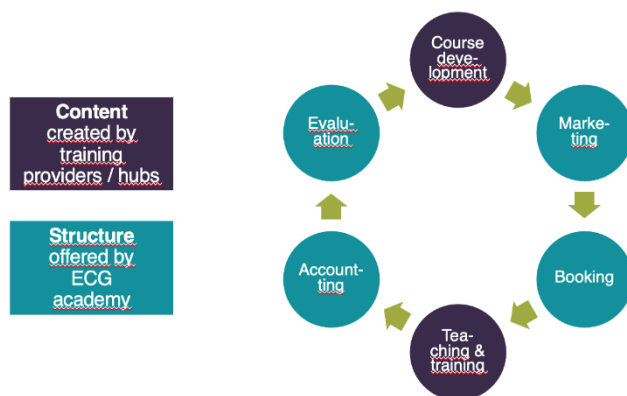 Content
created by
training
providers / hubs
Structure
offered by
ECG
academy
Course
deve-
lopment
Marke-
ting
Booking
Tea-
ching &
training
Account-
ting
Evalu-
ation